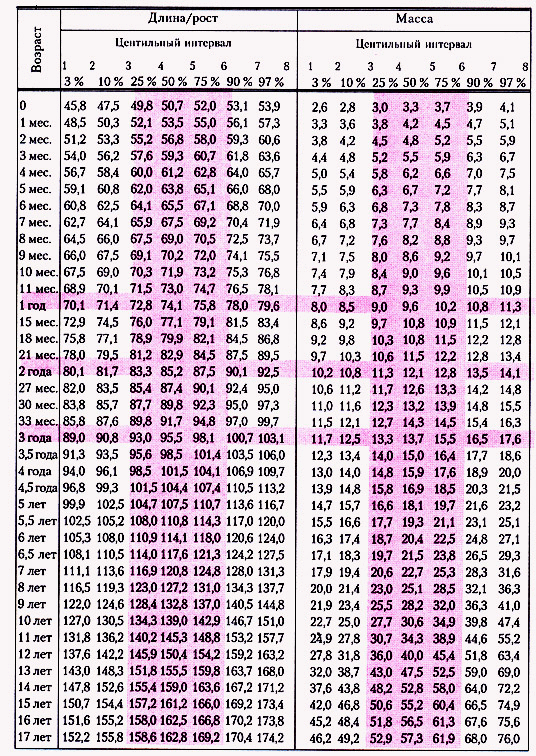 Возраст Длина/рост Масса
Центильный интервал Центильный интервал
1 2 3 4 5 6 7 8 1 2 3 4 5 6 7 8
3 % 10 % 25 % 50 % 75 % 90 % 97 % 3 % 10 % 25 % 50 % 75 % 90 % 97 %
0 45,8 47,5 49,8 50,7 52,0 53,1 53,9 2,6 2,8 3,0 3,3 3,7 3,9 4,1
1 мес. 48,5 50,3 52,1 53,5 55,0 56,1 57,3 3,3 3,6 3,8 4,2 4,5 4,7 5,1
2 мес. 51,2 53,3 55,2 56,8 58,0 59,3 60,6 3,8 4,2 4,5 4,8 5,2 5,5 5,9
3 мес. 54,0 56,2 57,6 59,3 60,7 61,8 63,6 4,4 4,8 5,2 5,5 5,9 6,3 6,7
4 мес. 56,7 58,4 60,0 61,2 62,8 64,0 65,7 5,0 5,4 5,8 6,2 6,6 7,0 7,5
5 мес. 59,1 60,8 62,0 63,8 65,1 66,0 68,0 5,5 5,9 6,3 6,7 7,2 7,7 8,1
6 мес. 60,8 62,5 64,1 65,5 67,1 68,8 70,0 5,9 6,3 6,8 7,3 7,8 8,3 8,7
7 мес. 62,7 64,1 65,9 67,5 69,2 70,4 71,9 6,4 6,8 7,3 7,7 8,4 8,9 9,3
8 мес. 64,5 66,0 67,5 69,0 70,5 72,5 73,7 6,7 7,2 7,6 8,2 8,8 9,3 9,7
9 мес. 66,0 67,5 69,1 70,2 72,0 74,1 75,5 7,1 7,5 8,0 8,6 9,2 9,7 10,1
10 мес. 67,5 69,0 70,3 71,9 73,2 75,3 76,8 7,4 7,9 8,4 9,0 9,6 10,1 10,5
11 мес. 68,9 70,1 71,5 73,0 74,7 76,5 78,1 7,7 8,3 8,7 9,3 9,9 10,5 10,9
1 год 70,1 71,4 72,8 74,1 75,8 78,0 79,6 8,0 8,5 9,0 9,6 10,2 10,8 11,3
15 мес. 72,9 74,5 76,0 77,1 79,1 81,5 83,4 8,6 9,2 9,7 10,8 10,9 11,5 12,1
18 мес. 75,8 77,1 78,9 79,9 82,1 84,5 86,8 9,2 9,8 10,3 10,8 11,5 12,2 12,8
21 мес. 78,0 79,5 81,2 82,9 84,5 87,5 89,5 9,7 10,3 10,6 11,5 12,2 12,8 13,4
2 года 80,1 81,7 83,3 85,2 87,5 90,1 92,5 10,2 10,8 11,3 12,1 12,8 13,5 14,1
27 мес. 82,0 83,5 85,4 87,4 90,1 92,4 95,0 10,6 11,2 11,7 12,6 13,3 14,2 14,8
30 мес. 83,8 85,7 87,7 89,8 92,3 95,0 97,3 11,0 11,6 12,3 13,2 13,9 14,8 15,5
33 мес. 85,8 87,6 89,8 91,7 94,8 97,0 99,7 11,5 12,1 12,7 14,3 14,5 15,4 16,3
3 года 89,0 90,8 93,0 95,5 98,1 100,7 103,1 11,7 12,5 13,3 13,7 15,5 16,5 17,6
3,5 года 91,3 93,5 95,6 98,5 101,4 103,5 106,0 12,3 13,4 14,0 15,0 16,4 17,7 18,6
4 года 94,0 96,1 98,5 101,5 104,1 106,9 109,7 13,0 14,0 14,8 15,9 17,6 18,9 20,0
4,5 года 96,8 99,3 101,5 104,4 107,4 110,5 113,2 13,9 14,8 15,8 16,9 18,5 20,3 21,5
5 лет 99,9 102,5 104,7 107,5 110,7 113,6 116,7 14,7 15,7 16,6 18,1 19,7 21,6 23,2
5,5 лет 102,5 105,2 108,0 110,8 114,3 117,0 120,0 15,5 16,6 17,7 19,3 21,1 23,1 25,1
6 лет 105,3 108,0 110,9 114,1 118,0 120,6 124,0 16,3 17,4 18,7 20,4 22,5 24,8 27,1
6,5 лет 108,1 110,5 114,0 117,6 121,3 124,2 127,5 17,1 18,3 19,7 21,5 23,8 26,5 29,3
7 лет 111,1 113,6 116,9 120,8 124,8 128,0 131,3 17,9 19,4 20,6 22,7 25,3 28,3 31,6
8 лет 116,5 119,3 123,0 127,2 131,0 134,3 137,7 20,0 21,4 23,0 25,1 28,5 32,1 36,3
9 лет 122,0 124,6 128,4 132,8 137,0 140,5 144,8 21,9 23,4 25,5 28,2 32,0 36,3 41,0
10 лет 127,0 130,5 134,3 139,0 142,9 146,7 151,0 22,7 25,0 27,7 30,6 34,9 39,8 47,4
11 лет 131,8 136,2 140,2 145,3 148,8 153,2 157,7 24,9 27,8 30,7 34,3 38,9 44,6 55,2
12 лет 137,6 142,2 145,9 150,4 154,2 159,2 163,2 27,8 31,8 36,0 40,0 45,4 51,8 63,4
13 лет 143,0 148,3 151,8 155,5 159,8 163,7 168,0 32,0 38,7 43,0 47,5 52,5 59,0 69,0
14 лет 147,8 152,6 155,4 159,0 163,6 167,2 171,2 37,6 43,8 48,2 52,8 58,0 64,0 72,2
15 лет 150,7 154,4 157,2 161,2 166,0 169,2 173,4 42,0 46,8 50,6 55,2 60,4 66,5 74,9
16 лет 151,6 155,2 158,0 162,5 166,8 170,2 173,8 45,2 48,4 51,8 56,5 61,3 67,6 75,6
17 лет 152,2 155,8 158,6 162,8 169,2 170,4 174,2 46,2 49,2 52,9 57,3 61,9 68,0 76,0